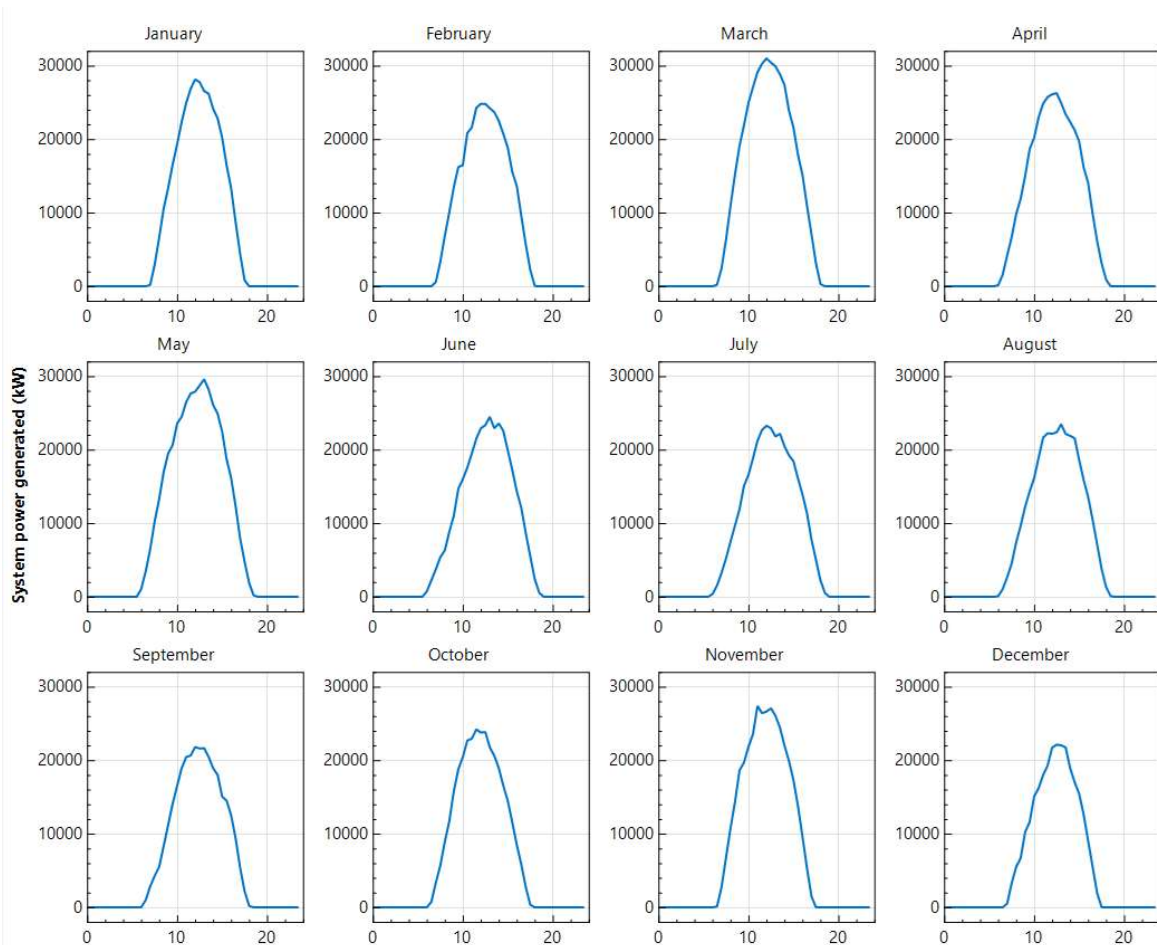 January February March April
30000 30000 30000 30000
20000 20000 20000 20000
10000 10000 10000 10000
0 0 0 0
0 10 20 0 10 20 0 10 20 0 10 20
May June July August
System power generated (kW)
30000 30000 30000 30000
20000 20000 20000 20000
10000 10000 10000 10000
0 0 0 0
0 10 20 0 10 20 0 10 20 0 10 20
September October November December
30000 30000 30000 30000
20000 20000 20000 20000
10000 10000 10000 10000
0 0 0 0
0 10 20 0 10 20 0 10 20 0 10 20